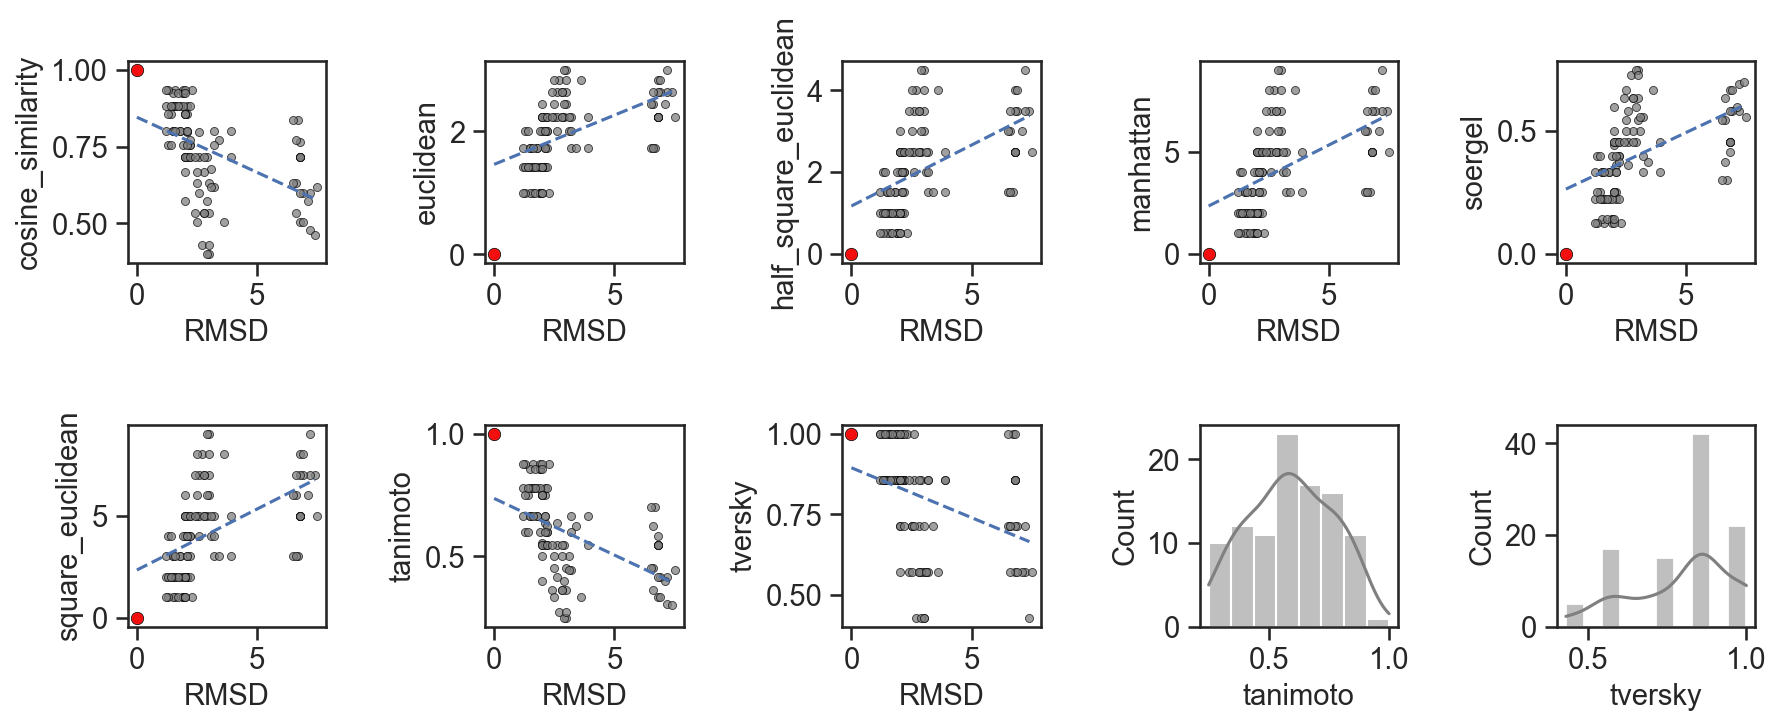 cosine_similarity
1.00
0.75
0.50
0
5
RMSD
euclidean
2
0
0
5
RMSD
half_square_euclidean
4
2
0
0
5
RMSD
manhattan
5
0
0
5
RMSD
soergel
0.5
0.0
0
5
RMSD
square_euclidean
5
0
0
5
RMSD
tanimoto
1.0
0.5
0
5
RMSD
tversky
1.00
0.75
0.50
0
5
RMSD
Count
20
10
0
0.5
1.0
tanimoto
Count
40
20
0
0.5
1.0
tversky